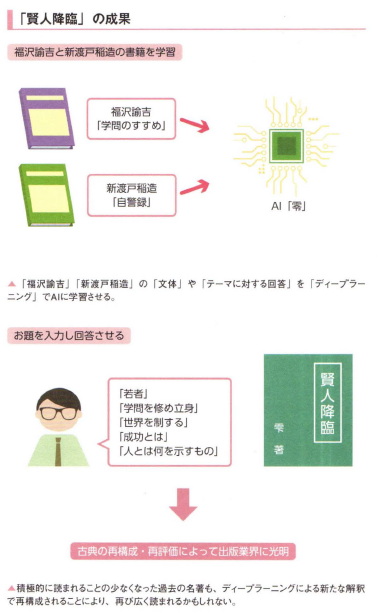 「賢人降臨」の成果
福沢諭吉と新渡戸稲造の書籍を学習
福沢諭吉
「学問のすすめ」
新渡戸稲造
「自警録」
AI「零」
▲「福沢諭吉」「新渡戸稲造」の「文体」や「テーマに対する回答」を「ディープラー
ニング」でAIに学習させる。
お題を入力し回答させる
「若者」
「学問を修め立身」
「世界を制する」
「成功とは」
「人とは何を示すもの」
賢人降臨
零 著
古典の再構成・再評価によって出版業界に光明
▲積極的に読まれることの少なくなった過去の名著も、ディープラーニングによる新たな解釈
で再構成されることにより、再び広く読まれるかもしれない。